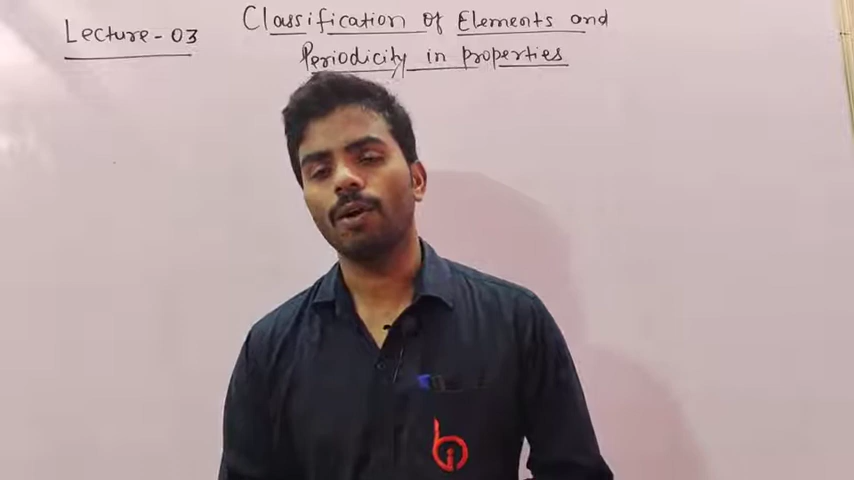 Lecture-03
Classification of Elements and
Periodicity in properties